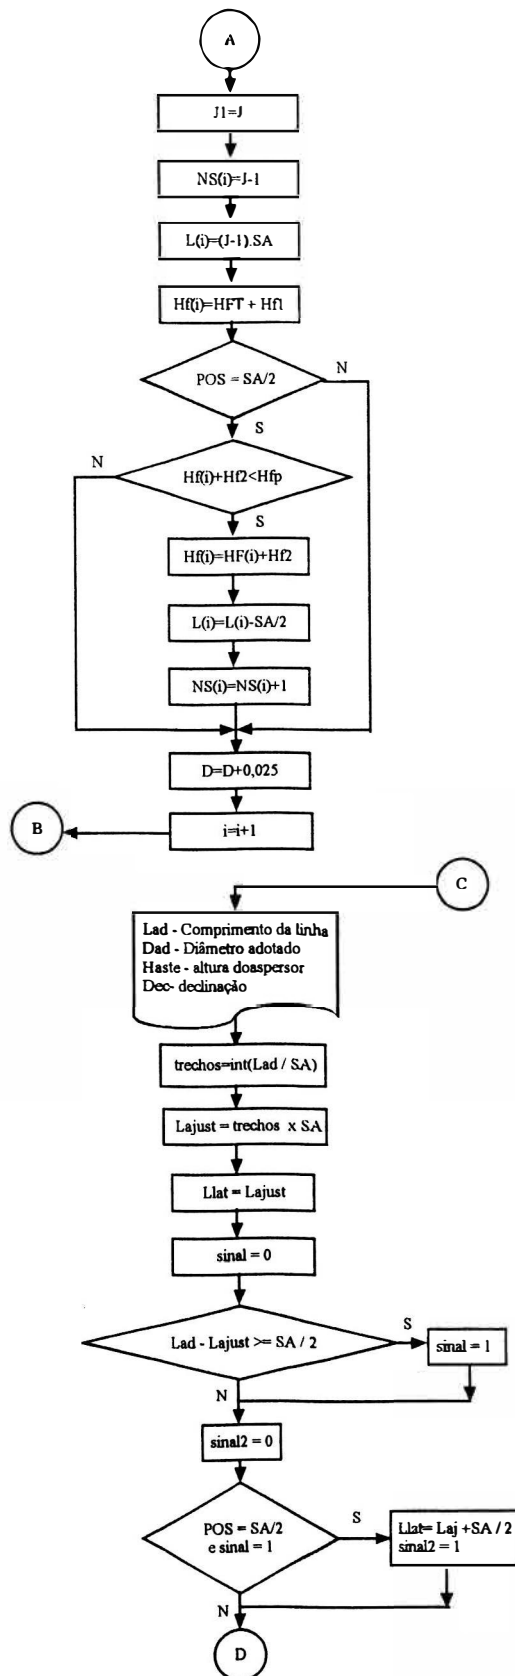 A
J1=J
NS(i)=J-1
L(i)=(J-1).SA
Hf(i)=HFT + Hf1
POS = SA/2
N
S
N
Hf(i)+Hf2<Hfp
S
Hf(i)=HF(i)+Hf2
L(i)=L(i)-SA/2
NS(i)=NS(i)+1
D=D+0,025
B
i=i+1
C
Lad - Comprimento da linha
Dad - Diâmetro adotado
Haste - altura doaspersor
Dec- declinação
trechos=int(Lad / SA)
Lajust = trechos x SA
Llat = Lajust
sinal = 0
Lad - Lajust >= SA / 2
S
sinal = 1
N
sinal2 = 0
POS = SA/2
e sinal = 1
S
Llat= Laj +SA / 2
sinal2 = 1
N
D